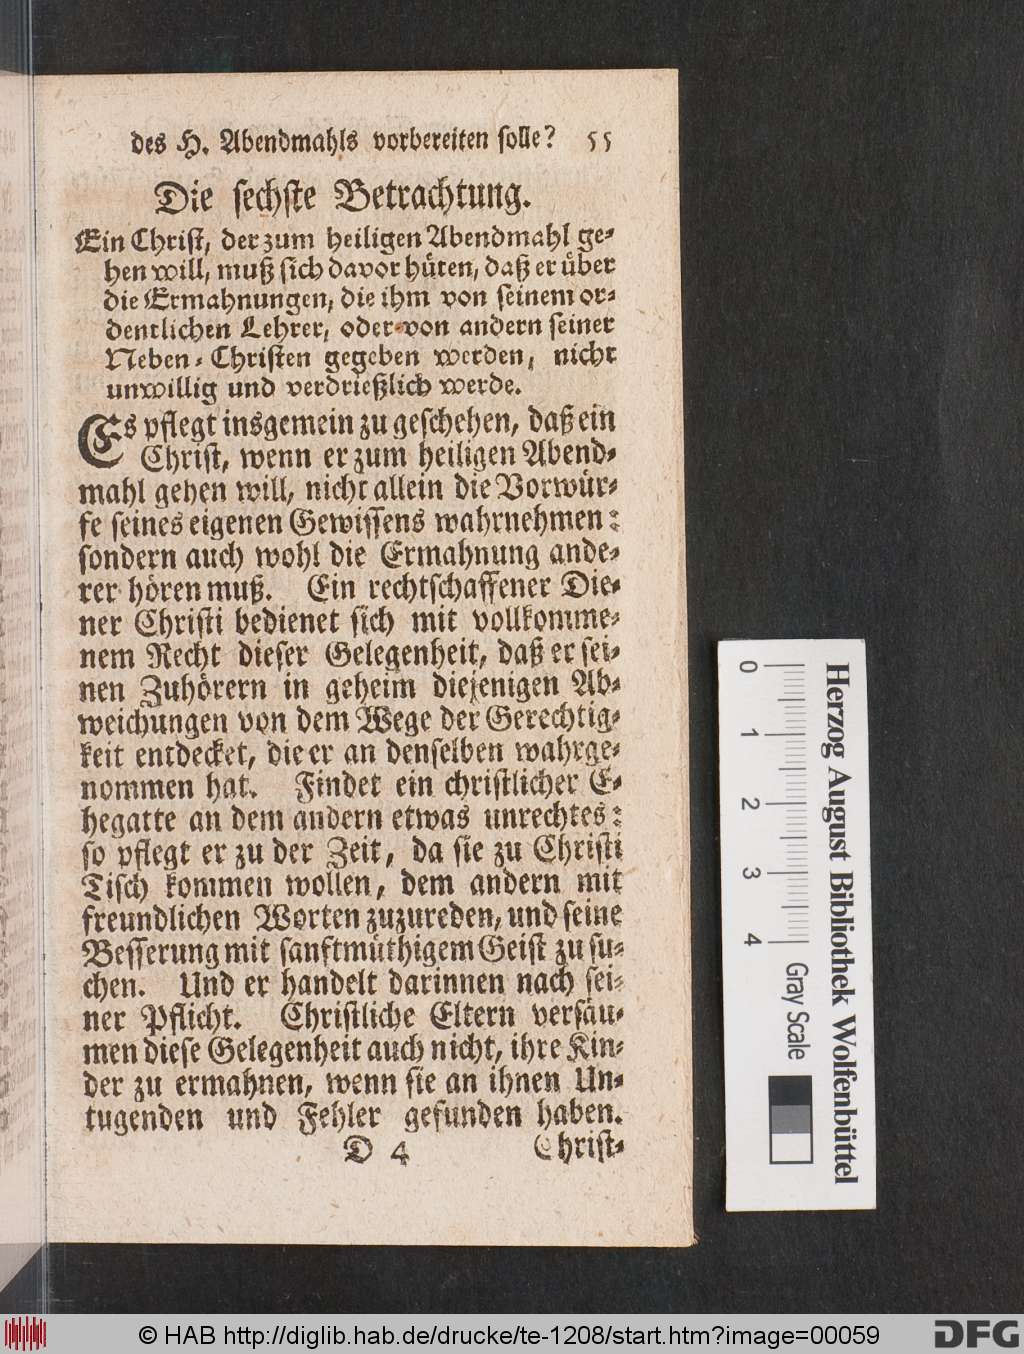 des H. Abendmahls vorbereiten solle? 55
Die sechste Betrachtung.
Ein Christ, der zum heiligen Abendmahl ge-
hen will, muß sich davor hüten, daß er über
die Ermahnungen, die ihm von seinem or-
dentlichen Lehrer, oder von andern seiner
Neben-Christen gegeben werden, nicht
unwillig und verdrießlich werde.
Es pflegt insgemein zu geschehen, daß ein
Christ, wenn er zum heiligen Abend-
mahl gehen will, nicht allein die Vorwür-
fe seines eigenen Gewissens wahrnehmen:
sondern auch wohl die Ermahnung ande-
rer hören muß. Ein rechtschaffener Die-
ner Christi bedienet sich mit vollkomme-
nem Recht dieser Gelegenheit, daß er sei-
nen Zuhörern in geheim diejenigen Ab-
weichungen von dem Wege der Gerechtig-
keit entdecket, die er an denselben wahrge-
nommen hat. Findet ein christlicher E-
hegatte an dem andern etwas unrechtes:
so pflegt er zu der Zeit, da sie zu Christi
Tisch kommen wollen, dem andern mit
freundlichen Worten zuzureden, und seine
Besserung mit sanftmüthigem Geist zu su-
chen. Und er handelt darinnen nach sei-
ner Pflicht. Christliche Eltern versäu-
men diese Gelegenheit auch nicht, ihre Kin-
der zu ermahnen, wenn sie an ihnen Un-
tugenden und Fehler gefunden haben.
D 4 Christ-
0 1 2 3 4
Herzog August Bibliothek Wolfenbüttel
Gray Scale
© HAB http://diglib.hab.de/drucke/te-1208/start.htm?image=00059
DFG